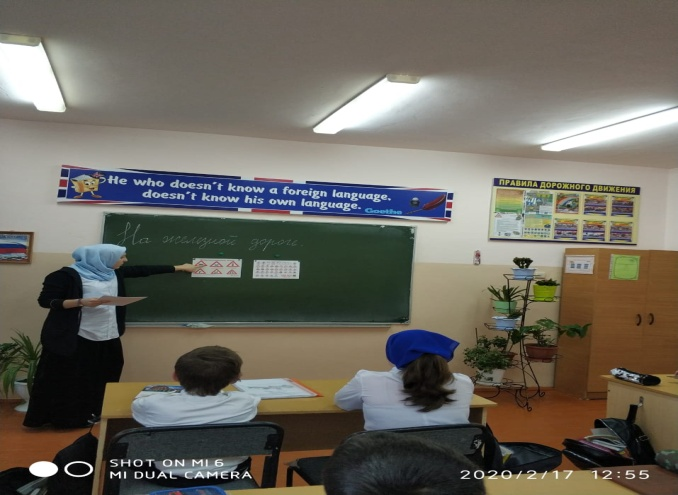 He who doesn't know a foreign language,
doesn't know his own language. Goethe
ПРАВИЛА ДОРОЖНОГО ДВИЖЕНИЯ
На железной дороге.
SHOT ON MI 6
MI DUAL CAMERA
2020/2/17 12:55